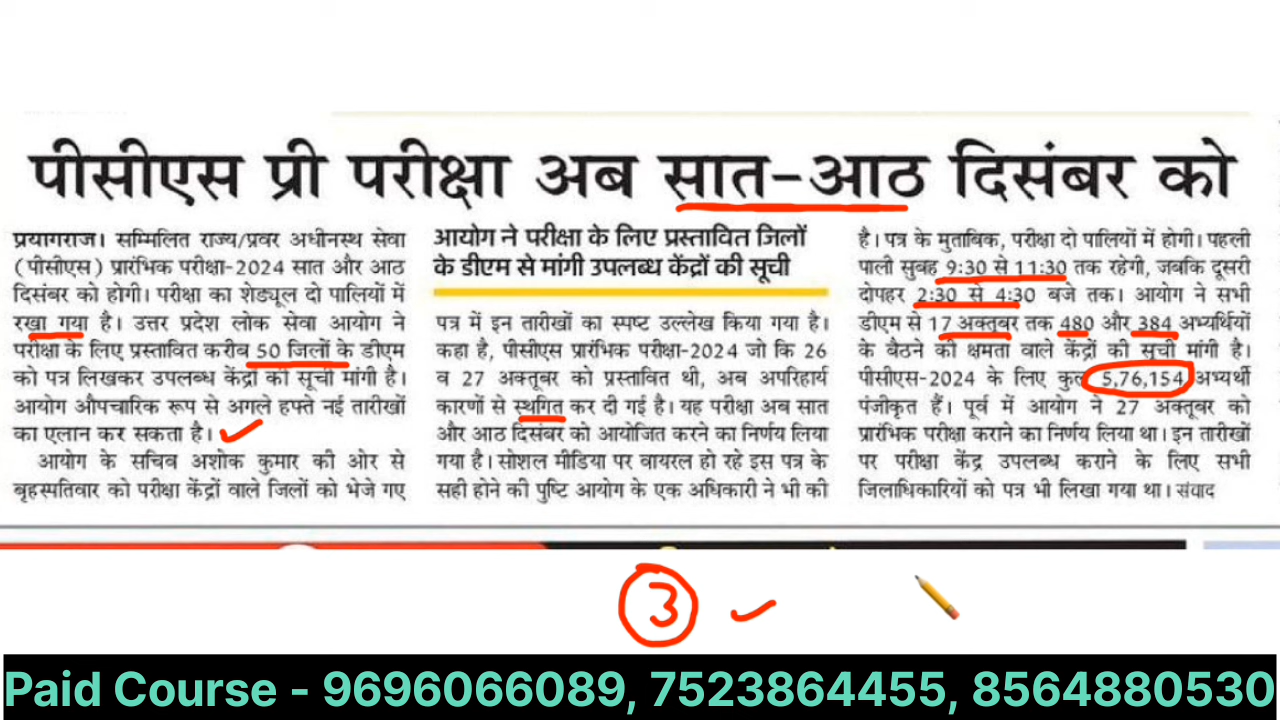 पीसीएस प्री परीक्षा अब सात-आठ दिसंबर को
प्रयागराज। सम्मिलित राज्य/प्रवर अधीनस्थ सेवा
(पीसीएस) प्रारंभिक परीक्षा-2024 सात और आठ
दिसंबर को होगी। परीक्षा का शेड्यूल दो पालियों में
रखा गया है। उत्तर प्रदेश लोक सेवा आयोग ने
परीक्षा के लिए प्रस्तावित करीब 50 जिलों के डीएम
को पत्र लिखकर उपलब्ध केंद्रों की सूची मांगी है।
आयोग औपचारिक रूप से अगले हफ्ते नई तारीखों
का एलान कर सकता है।
आयोग के सचिव अशोक कुमार की ओर से
बृहस्पतिवार को परीक्षा केंद्रों वाले जिलों को भेजे गए
आयोग ने परीक्षा के लिए प्रस्तावित जिलों
के डीएम से मांगी उपलब्ध केंद्रों की सूची
पत्र में इन तारीखों का स्पष्ट उल्लेख किया गया है।
कहा है, पीसीएस प्रारंभिक परीक्षा-2024 जो कि 26
व 27 अक्तूबर को प्रस्तावित थी, अब अपरिहार्य
कारणों से स्थगित कर दी गई है। यह परीक्षा अब सात
और आठ दिसंबर को आयोजित करने का निर्णय लिया
गया है। सोशल मीडिया पर वायरल हो रहे इस पत्र के
सही होने की पुष्टि आयोग के एक अधिकारी ने भी की
है। पत्र के मुताबिक, परीक्षा दो पालियों में होगी। पहली
पाली सुबह 9:30 से 11:30 तक रहेगी, जबकि दूसरी
दोपहर 2:30 से 4:30 बजे तक। आयोग ने सभी
डीएम से 17 अक्तूबर तक 480 और 384 अभ्यर्थियों
के बैठने की क्षमता वाले केंद्रों की सूची मांगी है।
पीसीएस-2024 के लिए कुल 5,76,154 अभ्यर्थी
पंजीकृत हैं। पूर्व में आयोग ने 27 अक्तूबर को
प्रारंभिक परीक्षा कराने का निर्णय लिया था। इन तारीखों
पर परीक्षा केंद्र उपलब्ध कराने के लिए सभी
जिलाधिकारियों को पत्र भी लिखा गया था। संवाद
3
Paid Course - 9696066089, 7523864455, 8564880530